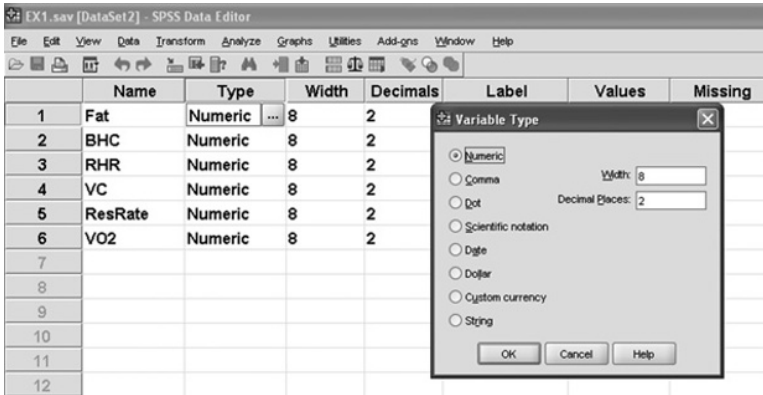 EX1.sav [DataSet2] - SPSS Data Editor
File Edit View Data Transform Analyze Graphs Utilities Add-ons Window Help
Name Type Width Decimals Label Values Missing
1 Fat Numeric ... 8 2
2 BHC Numeric 8 2
3 RHR Numeric 8 2
4 VC Numeric 8 2
5 ResRate Numeric 8 2
6 VO2 Numeric 8 2
7
8
9
10
11
12
Variable Type
Numeric
Comma
Dot
Scientific notation
Date
Dollar
Custom currency
String
Width: 8
Decimal Places: 2
OK Cancel Help